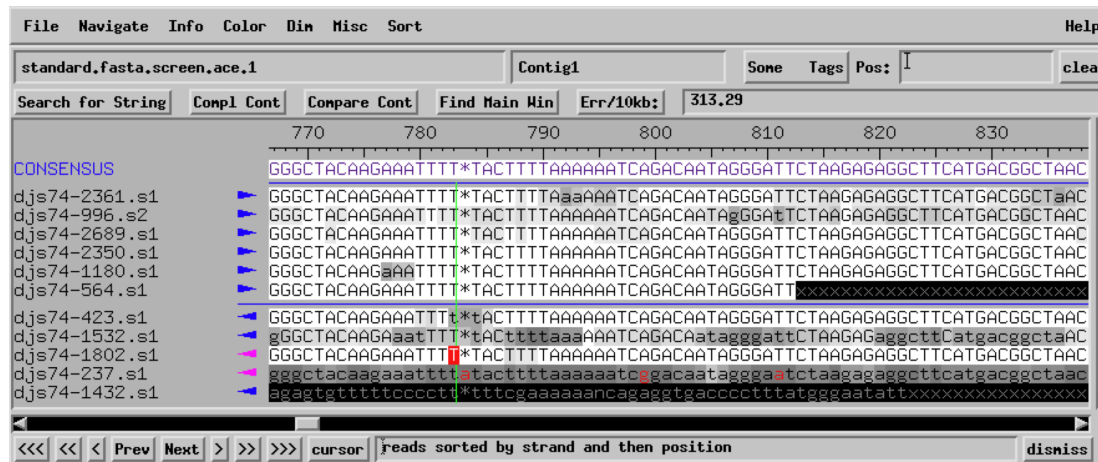 File Navigate Info Color Dim Misc Sort Help
standard.fasta.screen.ace.1 Contig1 Some Tags Pos: clea
Search for String Compl Cont Compare Cont Find Main Win Err/10kb: 313.29
770 780 790 800 810 820 830
CONSENSUS GGGCTACAAGAAATTTT*TACTTTTAAAAAATCAGACAATAGGGATTCTAAGAGAGGCTTCATGACGGCTAAC
djs74-2361.s1 GGGCTACAAGAAATTTT*TACTTTTAaaAAATCAGACAATAGGGATTCTAAGAGAGGCTTCATGACGGCTaAC
djs74-996.s2 GGGCTACAAGAAATTTT*TACTTTTAAAAAATCAGACAATAgGGAtTCTAAGAGAGGCTTCATGACGGCTAAC
djs74-2689.s1 GGGCTACAAGAAATTTT*TACTTTTAAAAAATCAGACAATAGGGATTCTAAGAGAGGCTTCATGACGGCTAAC
djs74-2350.s1 GGGCTACAAGAAATTTT*TACTTTTAAAAAATCAGACAATAGGGATTCTAAGAGAGGCTTCATGACGGCTAAC
djs74-1180.s1 GGGCTACAAGaAATTTT*TACTTTTAAAAAATCAGACAATAGGGATTCTAAGAGAGGCTTCATGACGGCTAAC
djs74-564.s1 GGGCTACAAGAAATTTT*TACTTTTAAAAAATCAGACAATAGGGATTxxxxxxxxxxxxxxxxxxxxxxxxxx
djs74-423.s1 GGGCTACAAGAAATTTt*tACTTTTAAAAAATCAGACAATAGGGATTCTAAGAGAGGCTTCATGACGGCTAAC
djs74-1532.s1 gGGCTACAAGAaatTTT*tACttttaaaAAATCAGACAatagggattCTAAGAGaggcttCatgacggctaAC
djs74-1802.s1 GGGCTACAAGAAATTTT*TACTTTTAAAAAATCAGACAATAGGGATTCTAAGAGAGGCTTCATGACGGCTAAC
djs74-237.s1 gggctacaagaaattttatacttttaaaaaatcggacaatagggaatctaagagaggcttcatgacggctaac
djs74-1432.s1 agagtgtttttcccctt*tttcgaaaaaancagaggtgacccctttatgggaatattxxxxxxxxxxxxxxxx
<<< << < Prev Next > >> >>> cursor reads sorted by strand and then position dismiss